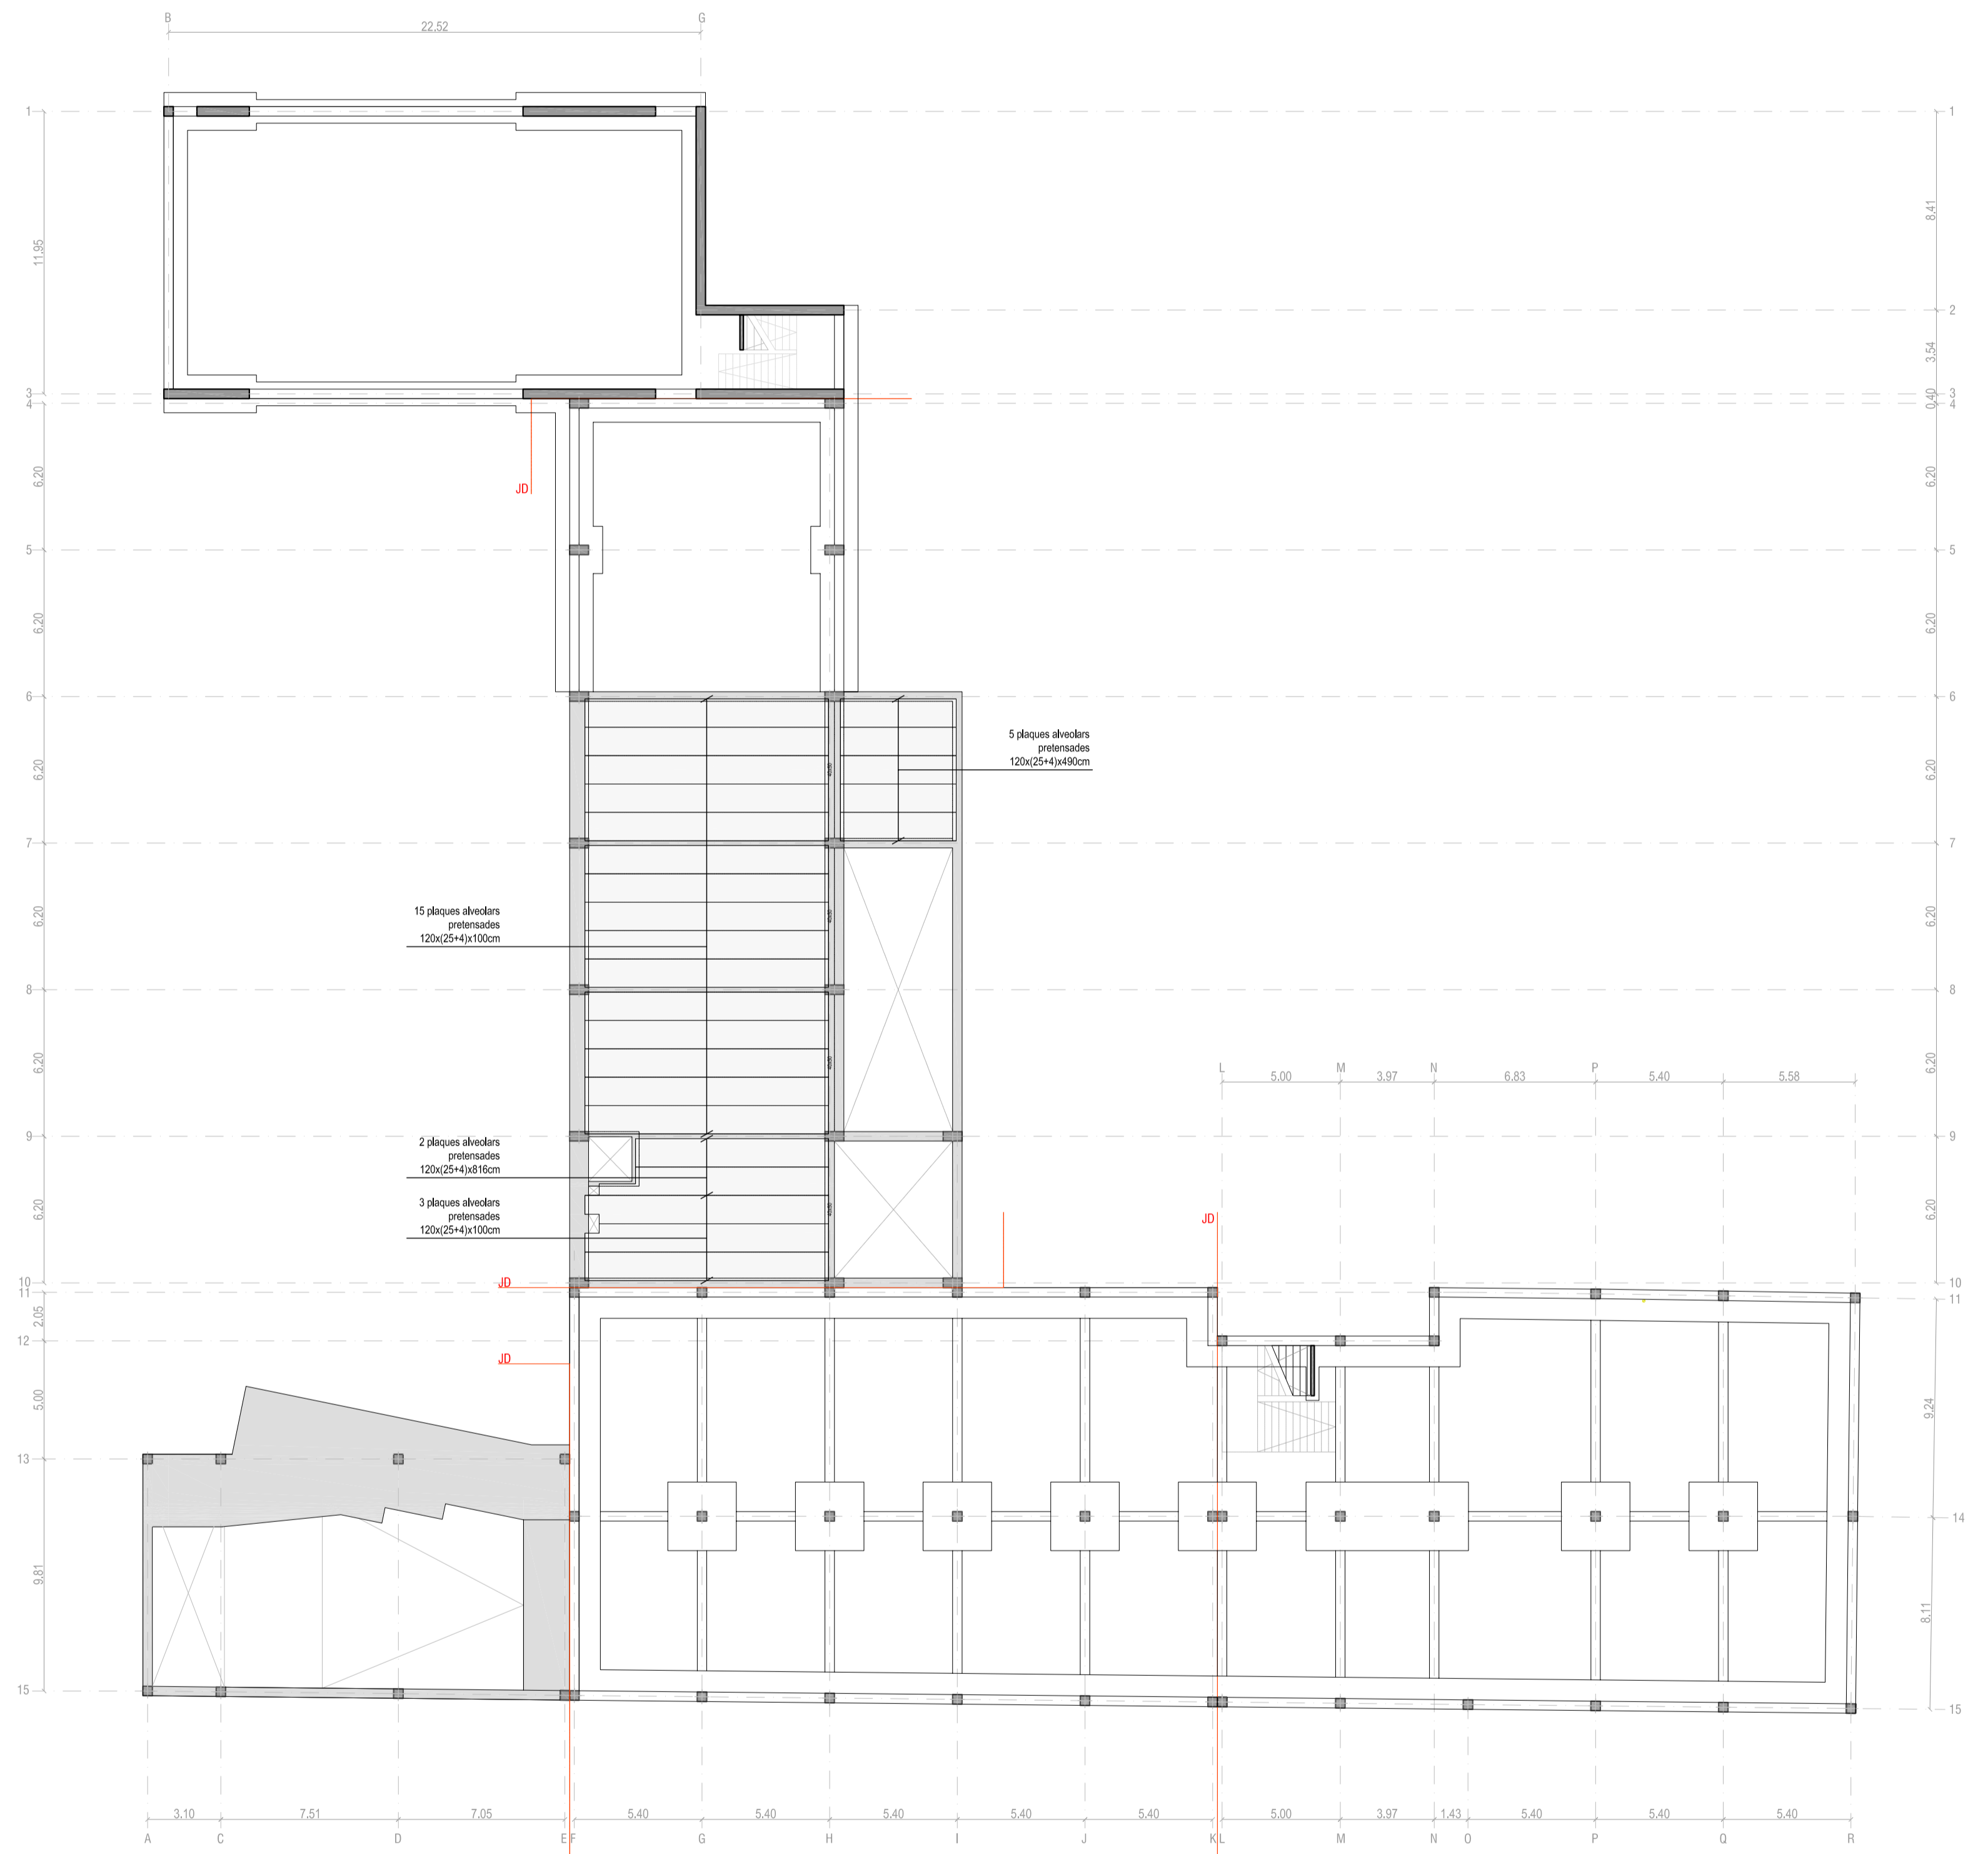 B
G
22.52
1
1
11.95
8.41
2
3.54
3
3
0.40
4
4
6.20
6.20
JD
5
5
6.20
6.20
6
6
5 plaques alveolars
pretensades
120x(25+4)x490cm
6.20
6.20
40x50
7
7
15 plaques alveolars
pretensades
120x(25+4)x100cm
6.20
6.20
40x50
8
8
6.20
6.20
40x50
L
M
N
P
5.00
3.97
6.83
5.40
5.58
9
9
2 plaques alveolars
pretensades
120x(25+4)x816cm
3 plaques alveolars
pretensades
120x(25+4)x100cm
6.20
6.20
40x50
JD
JD
10
10
11
11
2.05
12
JD
5.00
9.24
13
14
9.81
8.11
15
15
3.10
7.51
7.05
5.40
5.40
5.40
5.40
5.40
5.00
3.97
1.43
5.40
5.40
5.40
A
C
D
E
F
G
H
I
J
K
L
M
N
O
P
Q
R